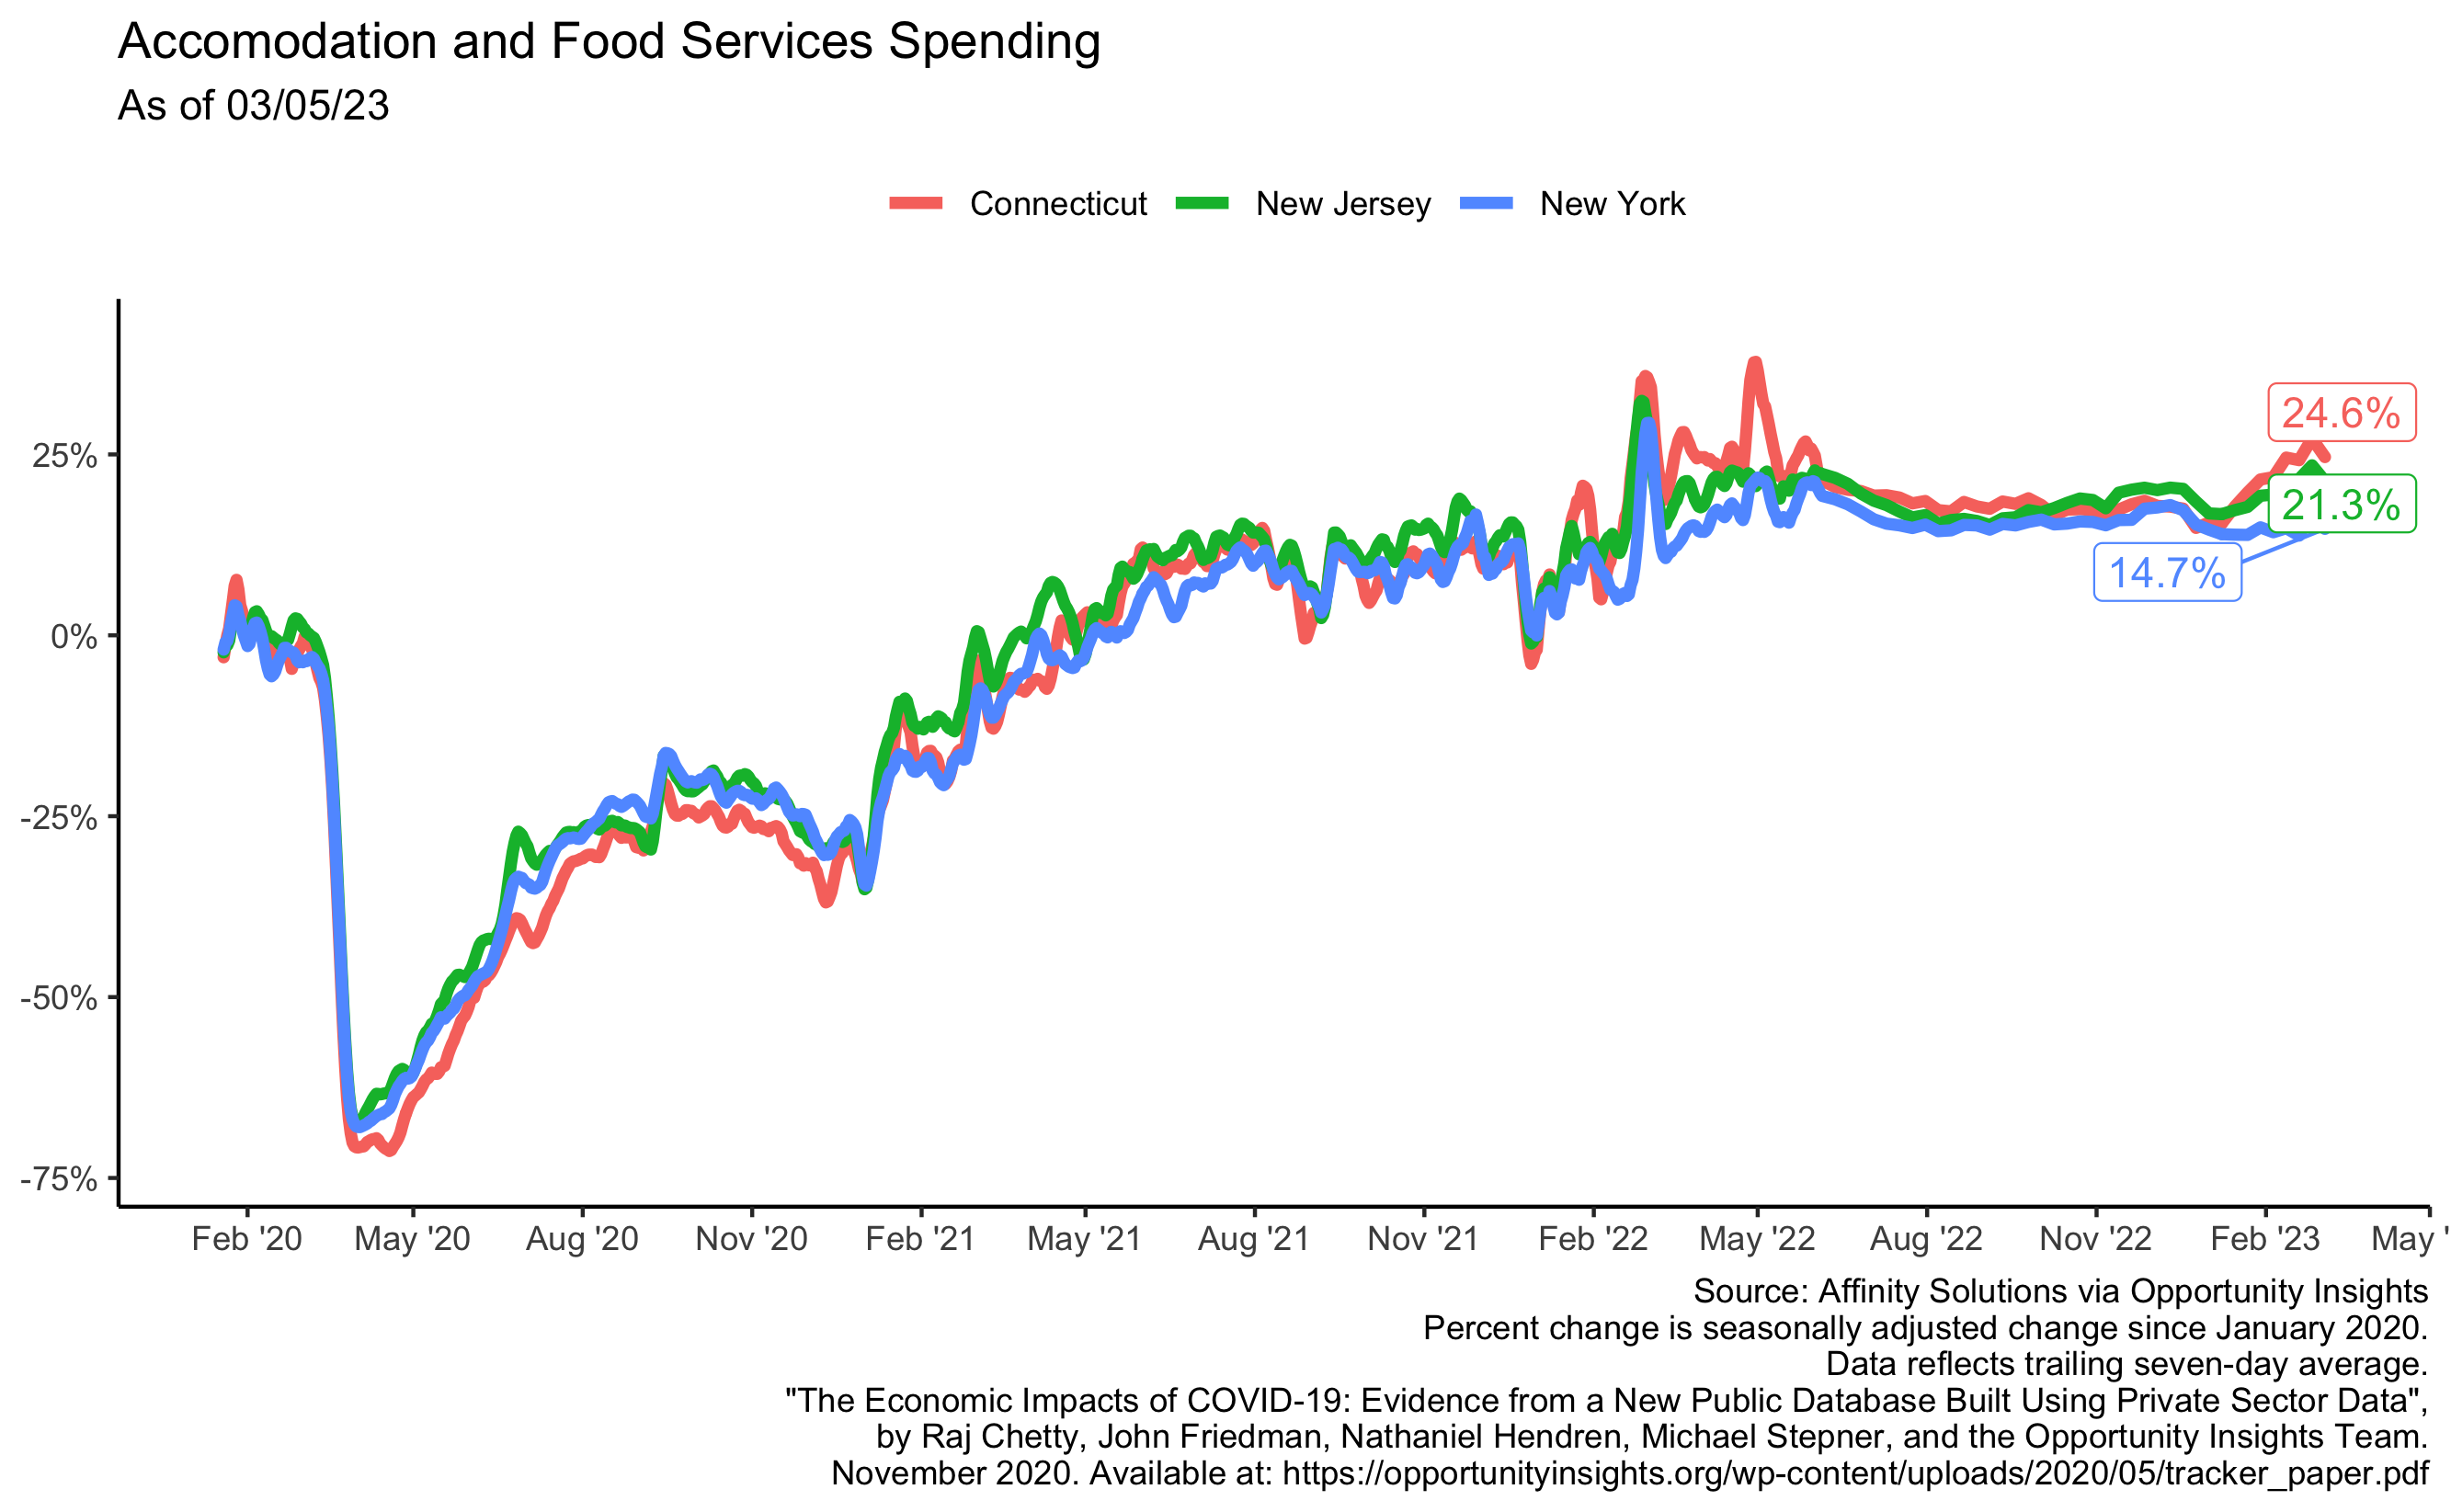 Accomodation and Food Services Spending
As of 03/05/23
Connecticut New Jersey New York
25%
0%
-25%
-50%
-75%
24.6%
21.3%
14.7%
Feb '20 May '20 Aug '20 Nov '20 Feb '21 May '21 Aug '21 Nov '21 Feb '22 May '22 Aug '22 Nov '22 Feb '23 May '
Source: Affinity Solutions via Opportunity Insights
Percent change is seasonally adjusted change since January 2020.
Data reflects trailing seven-day average.
"The Economic Impacts of COVID-19: Evidence from a New Public Database Built Using Private Sector Data",
by Raj Chetty, John Friedman, Nathaniel Hendren, Michael Stepner, and the Opportunity Insights Team.
November 2020. Available at: https://opportunityinsights.org/wp-content/uploads/2020/05/tracker_paper.pdf